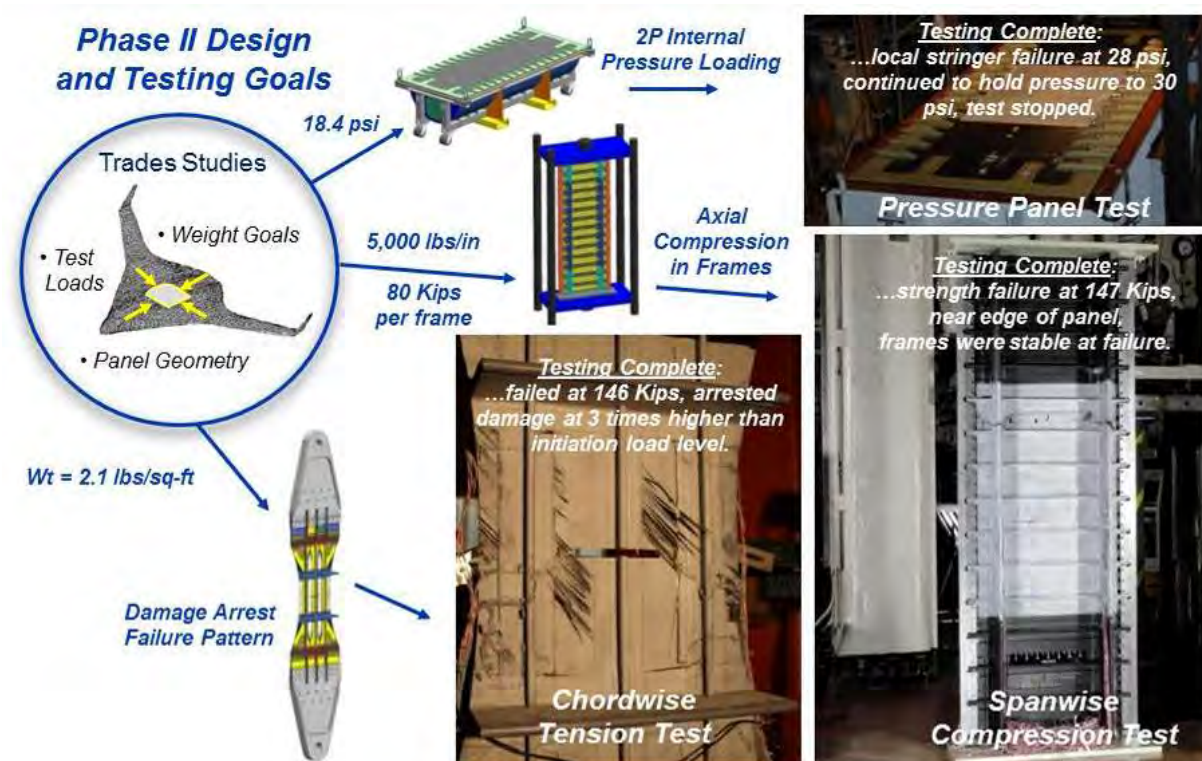 Phase II Design
and Testing Goals
Trades Studies
• Weight Goals
• Test
Loads
• Panel Geometry
18.4 psi
2P Internal
Pressure Loading
Testing Complete:
...local stringer failure at 28 psi,
continued to hold pressure to 30
psi, test stopped.
Pressure Panel Test
5,000 lbs/in
80 Kips
per frame
Axial
Compression
in Frames
Testing Complete:
...strength failure at 147 Kips,
near edge of panel,
frames were stable at failure.
Spanwise
Compression Test
Wt = 2.1 lbs/sq-ft
Damage Arrest
Failure Pattern
Testing Complete:
...failed at 146 Kips, arrested
damage at 3 times higher than
initiation load level.
Chordwise
Tension Test